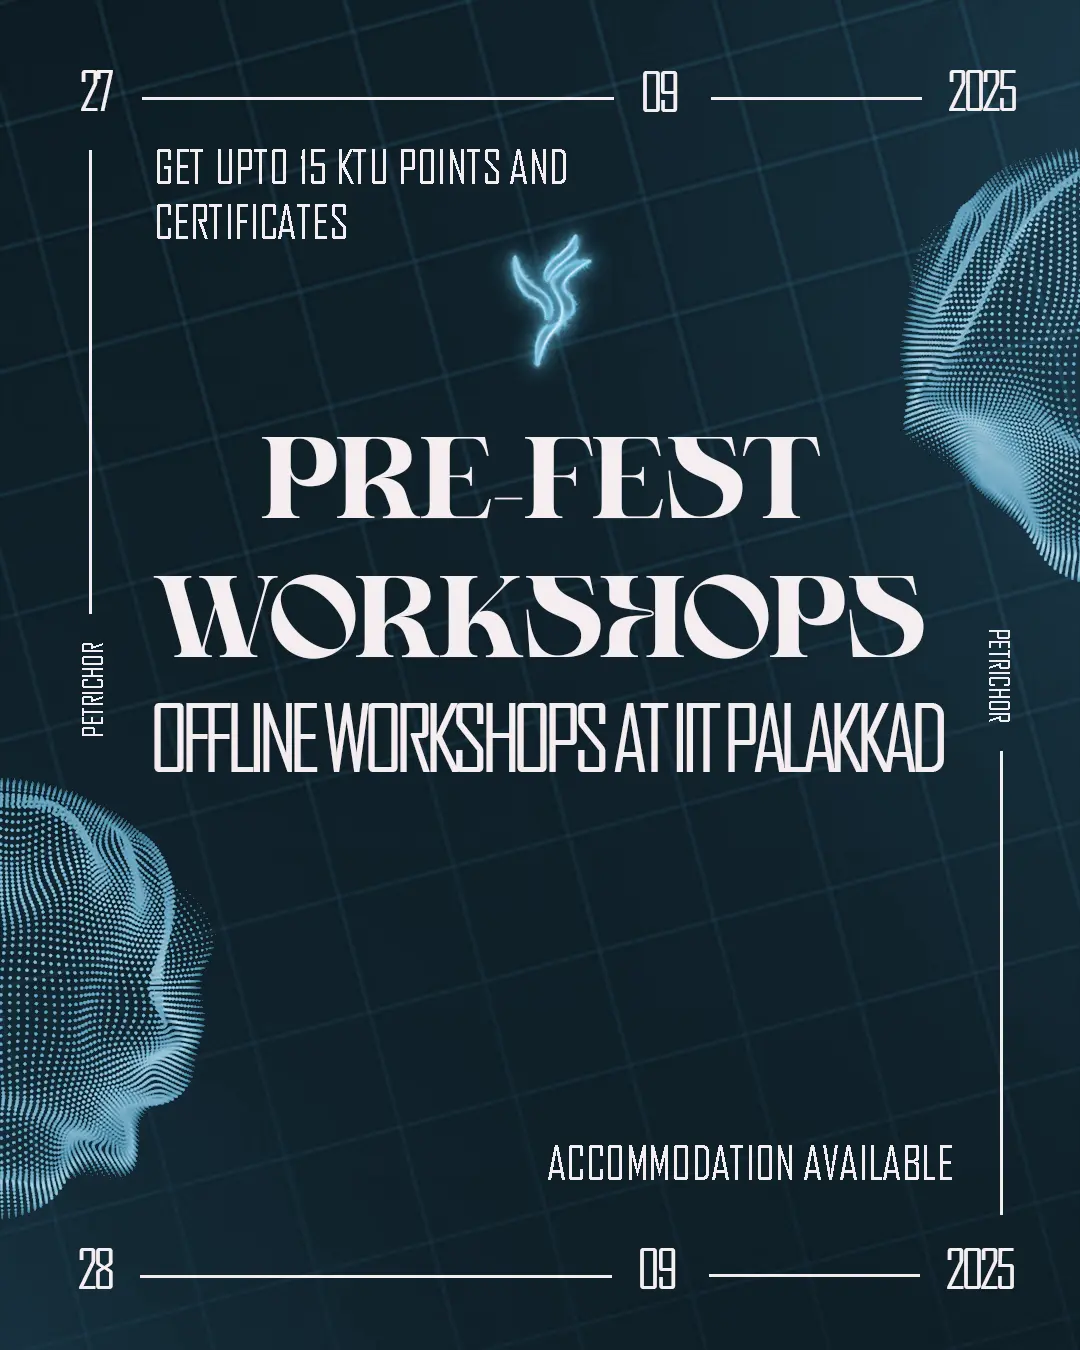 27 09 2025
GET UPTO 15 KTU POINTS AND
CERTIFICATES
PRE-FEST
WORKSHOPS
PETRICHOR
PETRICHOR
OFFLINE WORKSHOPS AT IIT PALAKKAD
ACCOMMODATION AVAILABLE
28 09 2025